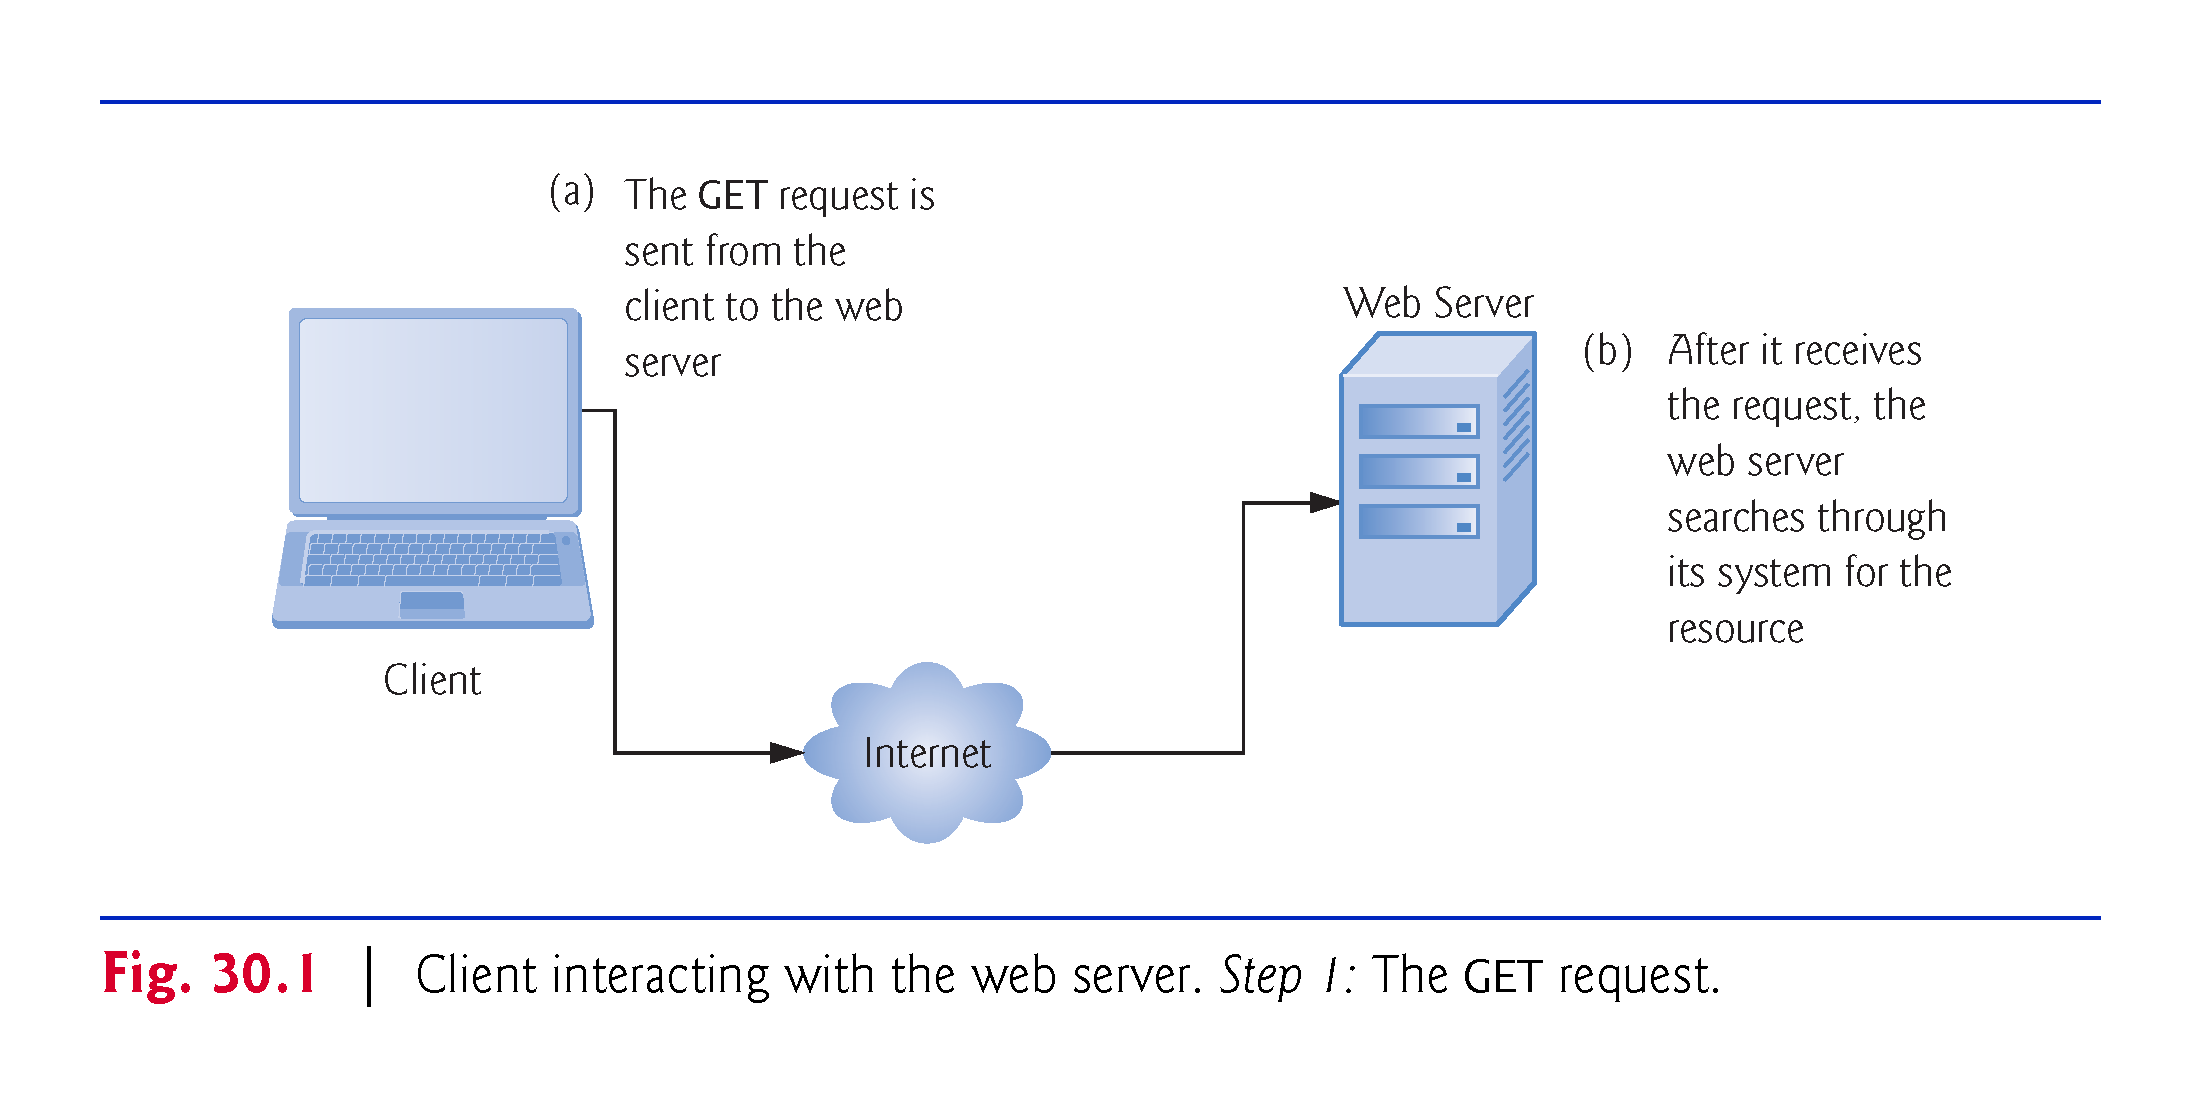 (a) The GET request is
sent from the
client to the web
server
Web Server
(b) After it receives
the request, the
web server
searches through
its system for the
resource
Client
Internet
Fig. 30.1 | Client interacting with the web server. Step 1: The GET request.